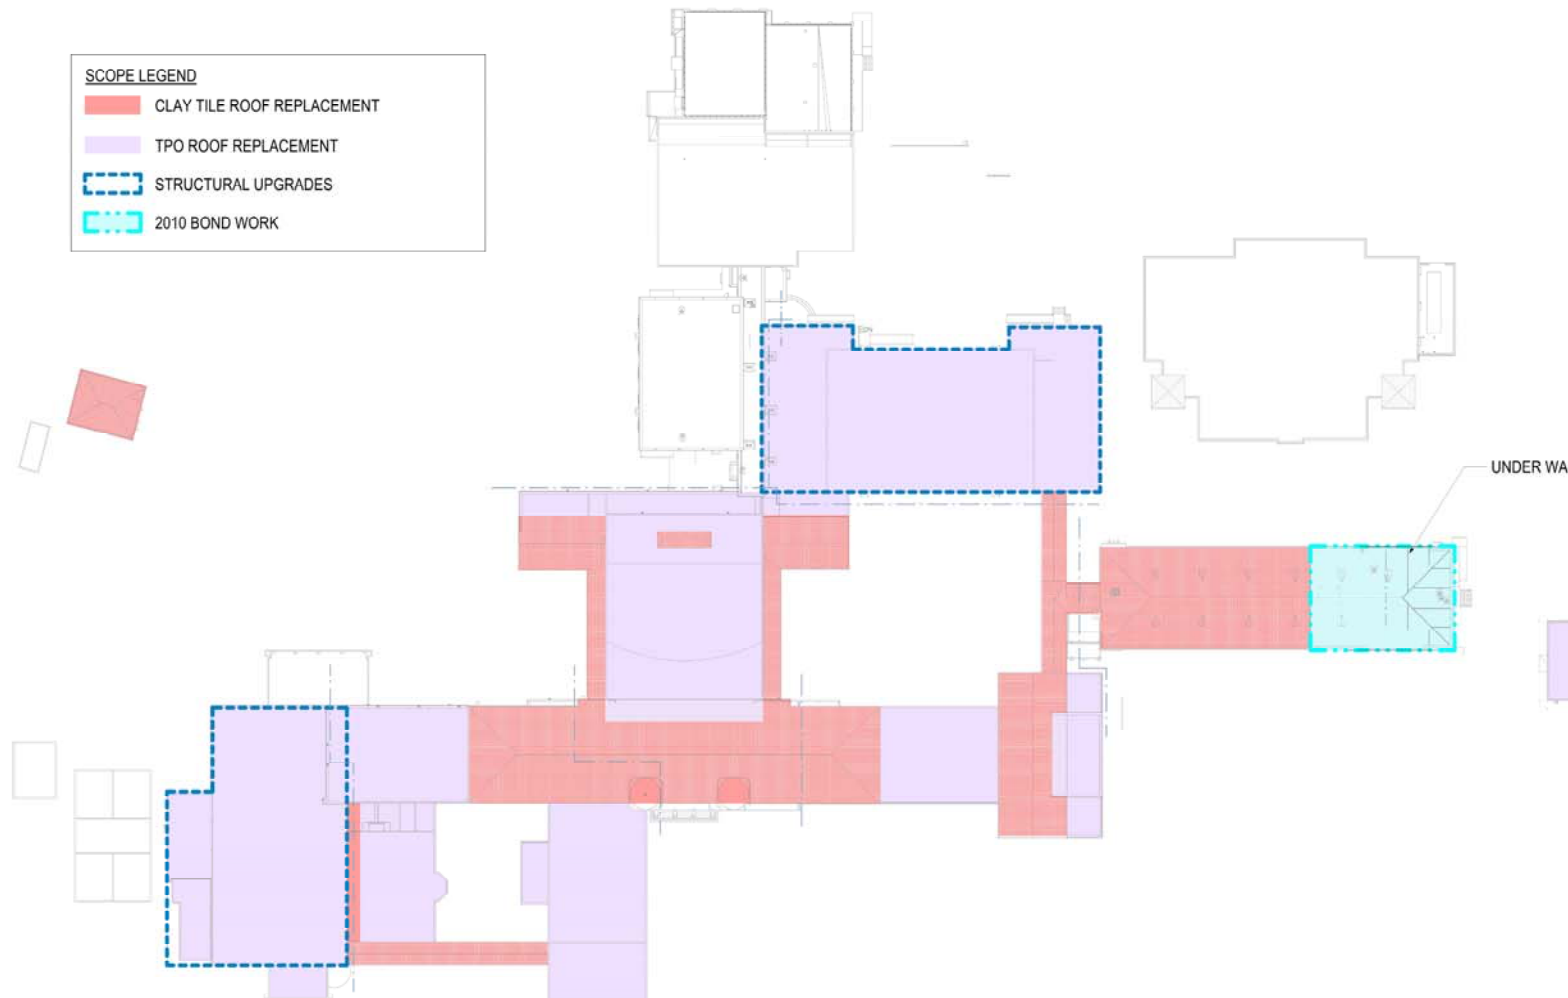 SCOPE LEGEND
CLAY TILE ROOF REPLACEMENT
TPO ROOF REPLACEMENT
STRUCTURAL UPGRADES
2010 BOND WORK
UNDER WA